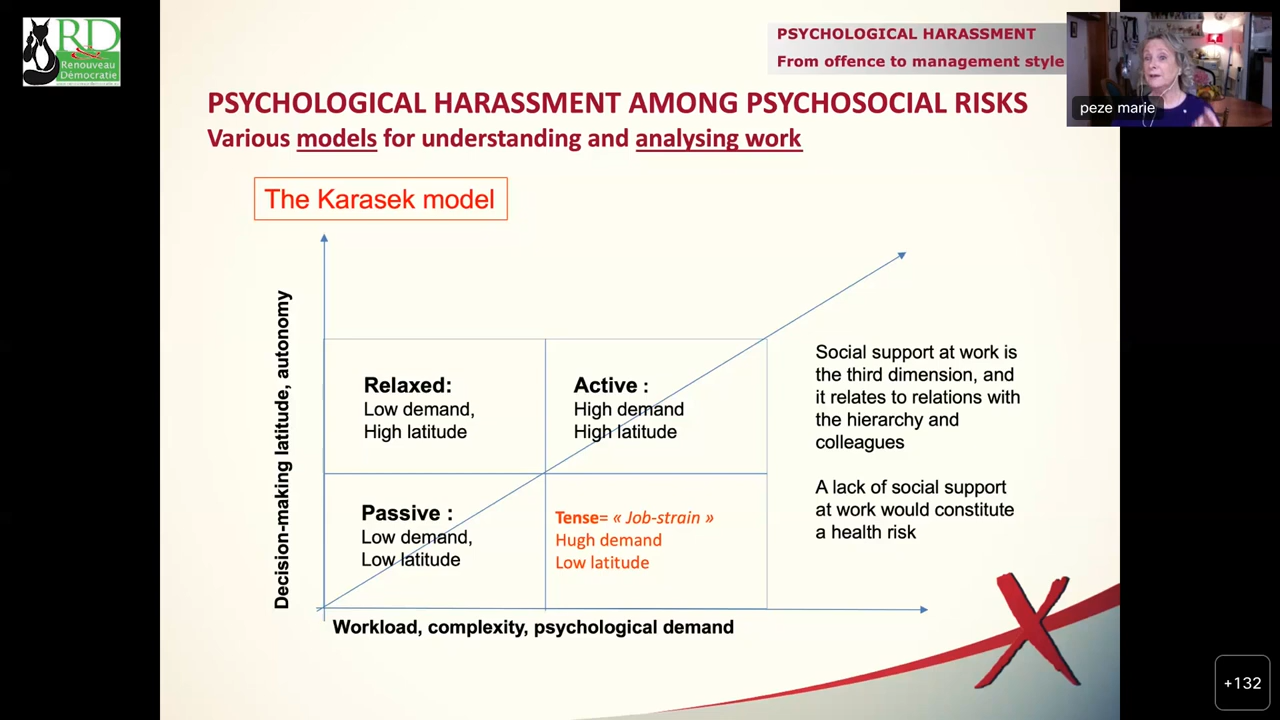 RD
Renouveau
&
Démocratie
PSYCHOLOGICAL HARASSMENT
From offence to management style
peze marie
PSYCHOLOGICAL HARASSMENT AMONG PSYCHOSOCIAL RISKS
Various models for understanding and analysing work
The Karasek model
Decision-making latitude, autonomy
Relaxed:
Low demand,
High latitude
Active :
High demand
High latitude
Passive :
Low demand,
Low latitude
Tense= « Job-strain »
Hugh demand
Low latitude
Workload, complexity, psychological demand
Social support at work is
the third dimension, and
it relates to relations with
the hierarchy and
colleagues
A lack of social support
at work would constitute
a health risk
+132